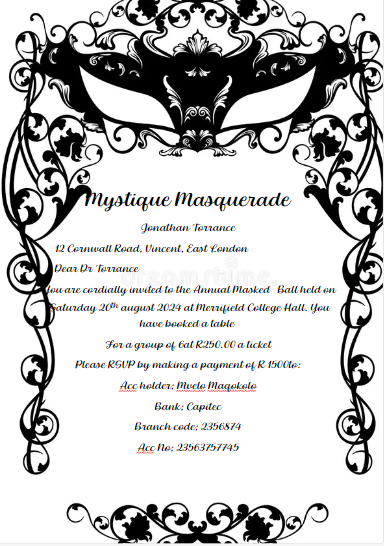 Mystique Masquerade
Jonathan Torrance
12 Cornwall Road, Vincent, East London
Dear Dr Torrance
You are cordially invited to the Annual Masked Ball held on
Saturday 20th august 2024 at Merrifield College Hall. You
have booked a table
For a group of 6at R250.00 a ticket
Please RSVP by making a payment of R 1500to:
Acc holder; Mvelo Maqokolo
Bank; Capitec
Branch code; 2356874
Acc No; 23563757745